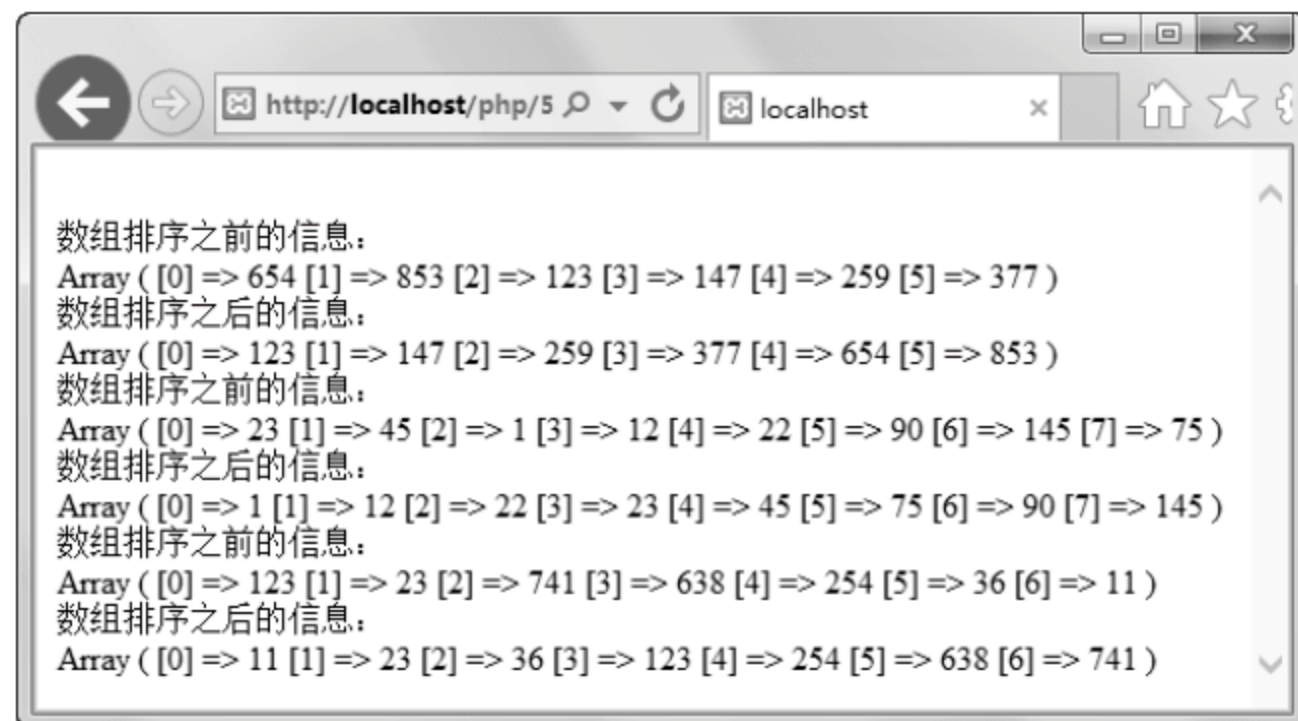 http://localhost/php/5
localhost
数组排序之前的信息：
Array ( [0] => 654 [1] => 853 [2] => 123 [3] => 147 [4] => 259 [5] => 377 )
数组排序之后的信息：
Array ( [0] => 123 [1] => 147 [2] => 259 [3] => 377 [4] => 654 [5] => 853 )
数组排序之前的信息：
Array ( [0] => 23 [1] => 45 [2] => 1 [3] => 12 [4] => 22 [5] => 90 [6] => 145 [7] => 75 )
数组排序之后的信息：
Array ( [0] => 1 [1] => 12 [2] => 22 [3] => 23 [4] => 45 [5] => 75 [6] => 90 [7] => 145 )
数组排序之前的信息：
Array ( [0] => 123 [1] => 23 [2] => 741 [3] => 638 [4] => 254 [5] => 36 [6] => 11 )
数组排序之后的信息：
Array ( [0] => 11 [1] => 23 [2] => 36 [3] => 123 [4] => 254 [5] => 638 [6] => 741 )